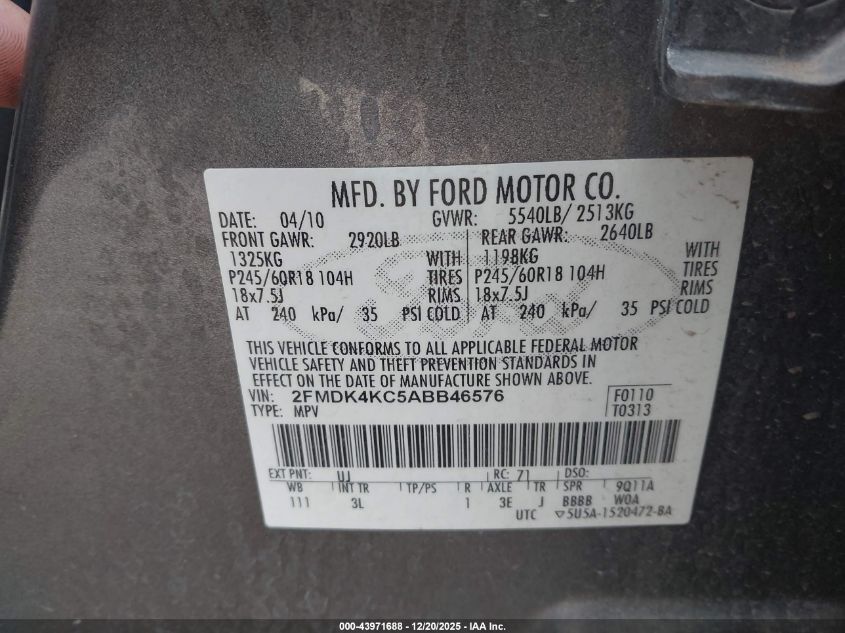 MFD. BY FORD MOTOR CO.
DATE: 04/10 GVWR: 5540LB/ 2513KG
FRONT GAWR: 2920LB REAR GAWR: 2640LB
1325KG WITH 1198KG WITH
P245/60R18 104H TIRES P245/60R18 104H TIRES
18x7.5J RIMS 18x7.5J RIMS
AT 240 kPa/ 35 PSI COLD AT 240 kPa/ 35 PSI COLD
Ford
THIS VEHICLE CONFORMS TO ALL APPLICABLE FEDERAL MOTOR
VEHICLE SAFETY AND THEFT PREVENTION STANDARDS IN
EFFECT ON THE DATE OF MANUFACTURE SHOWN ABOVE.
VIN: 2FMDK4KC5ABB46576 F0110
TYPE: MPV T0313
EXT PNT: UJ RC: 71 DSO:
WB INT TR TP/PS R AXLE TR SPR 9Q11A
111 3L 1 3E J BBBB W0A
UTC ▽5U5A-1520472-BA
000-43971688 - 12/20/2025 - IAA Inc.